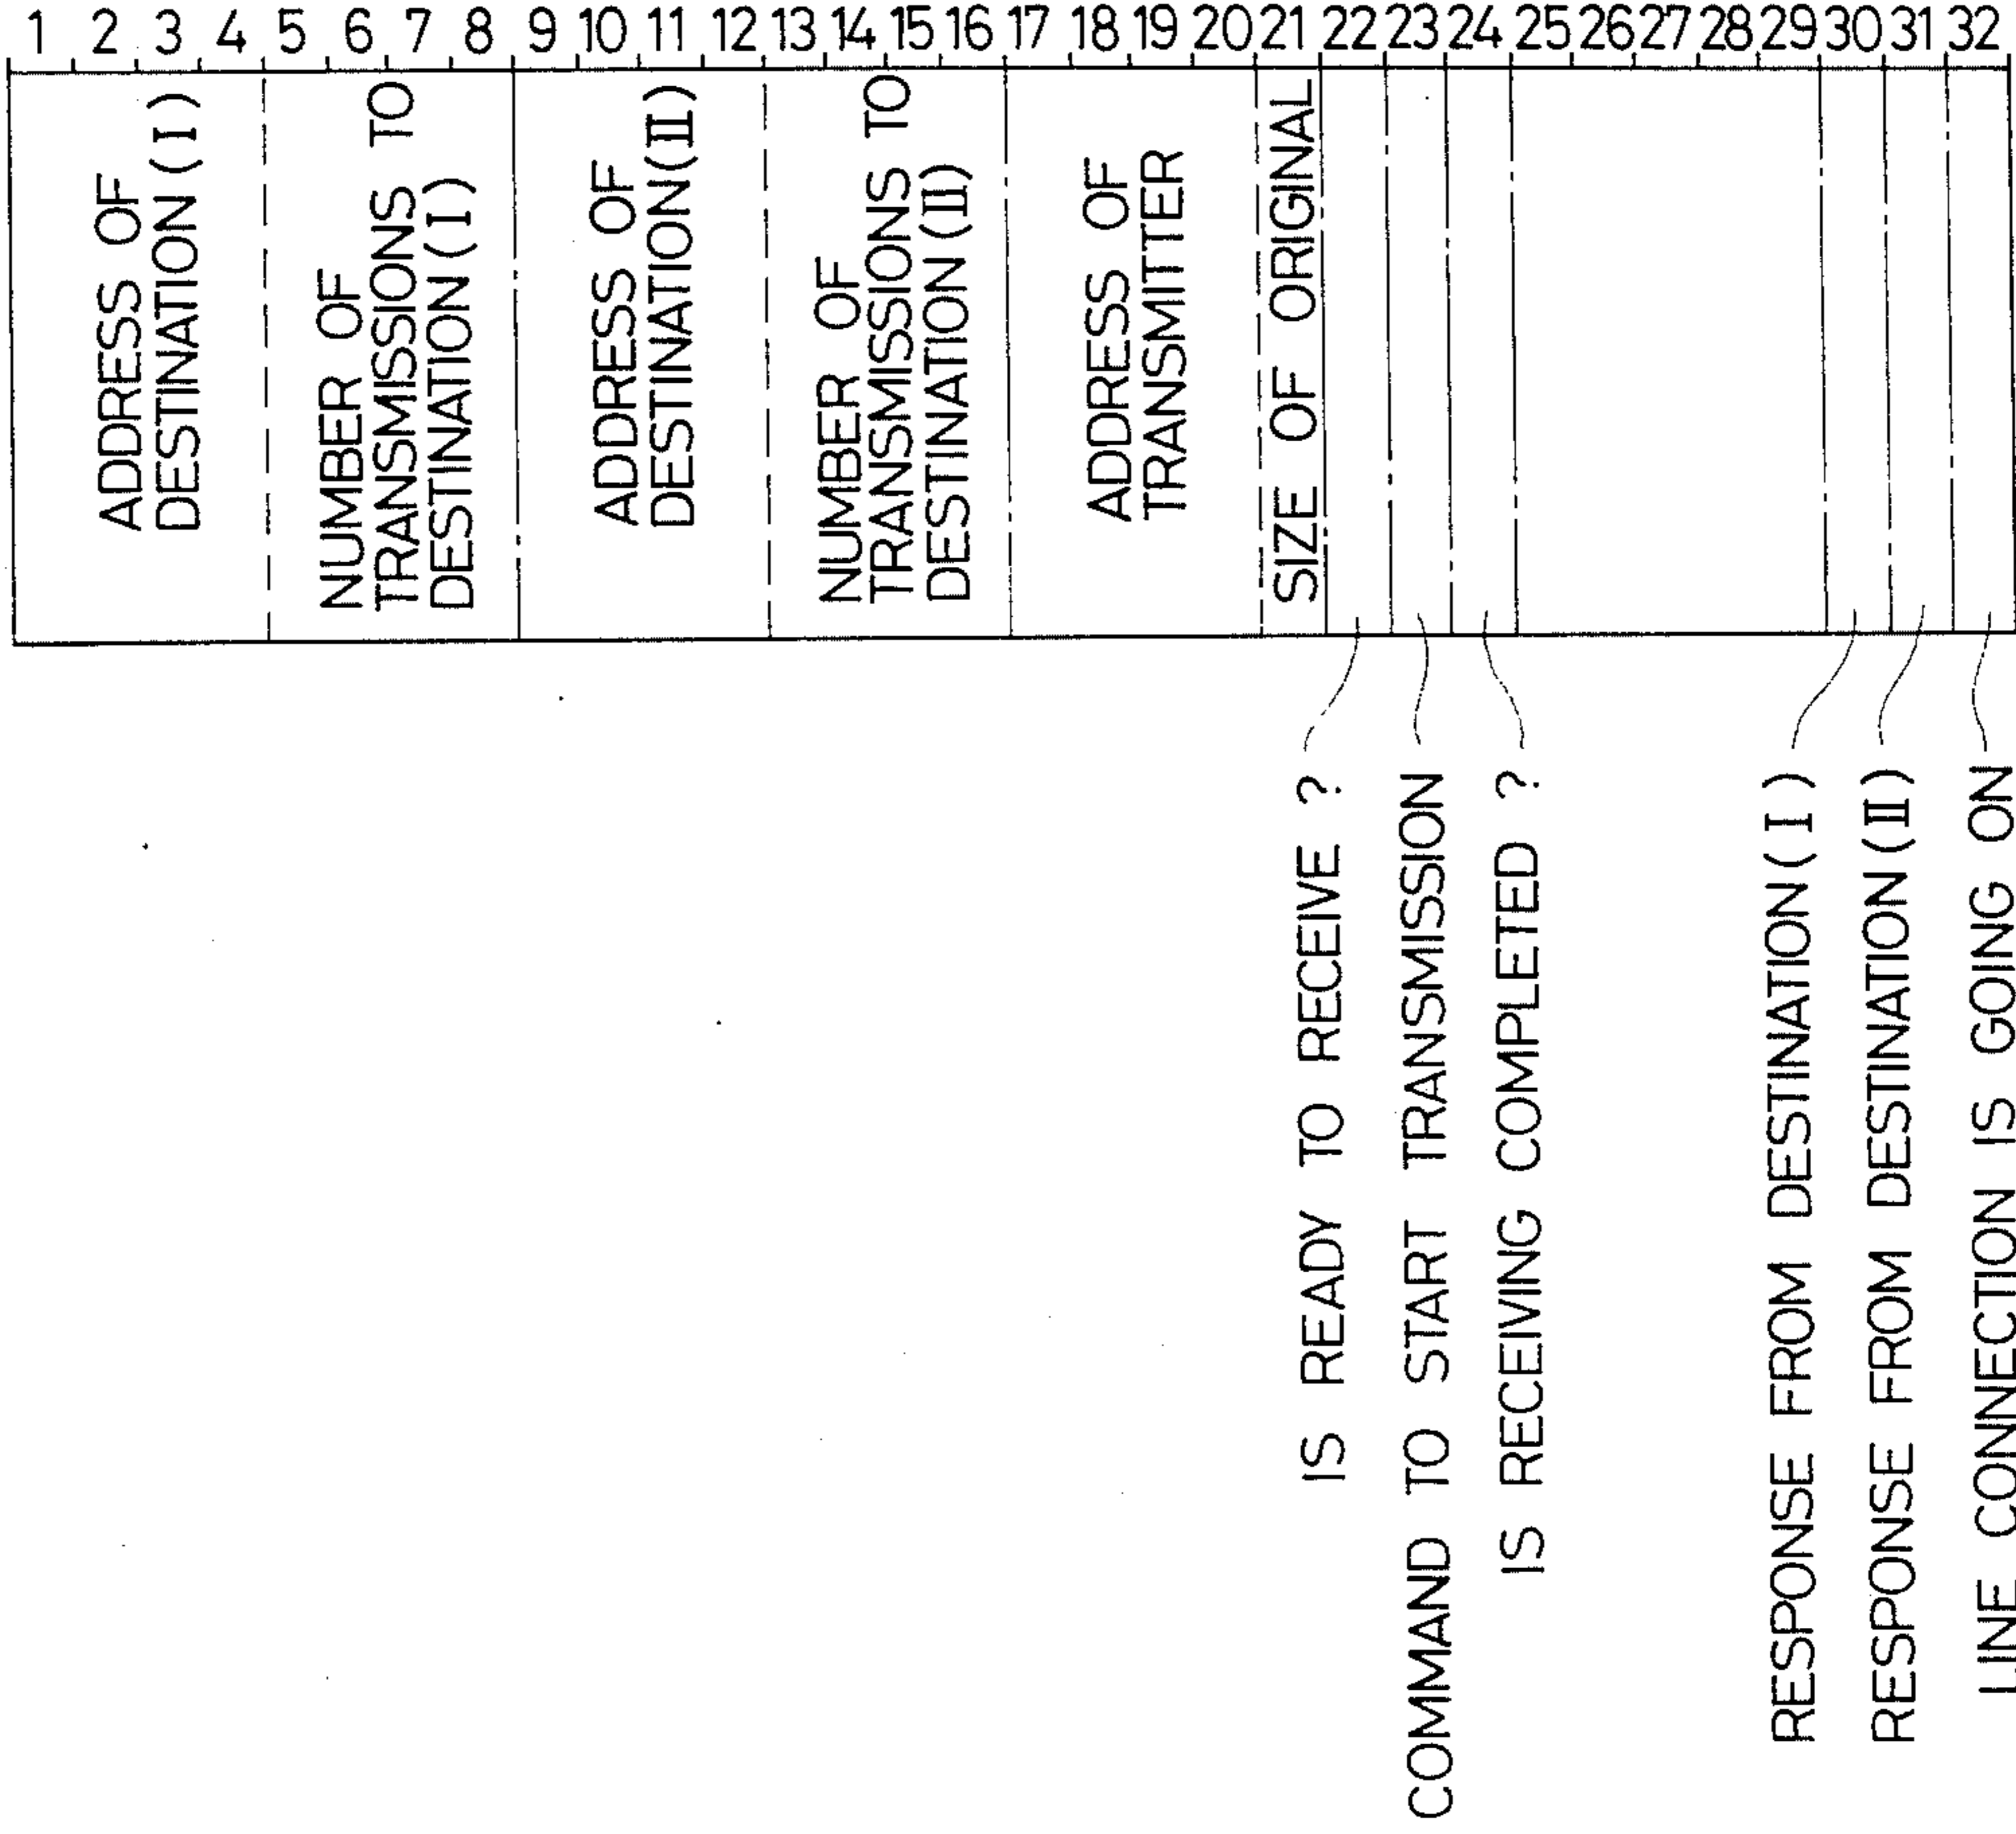 1 2 3 4 5 6 7 8 9 10 11 12 13 14 15 16 17 18 19 20 21 22 23 24 25 26 27 28 29 30 31 32
ADDRESS OF
DESTINATION (I)
NUMBER OF
TRANSMISSIONS TO
DESTINATION (I)
ADDRESS OF
DESTINATION (II)
NUMBER OF
TRANSMISSIONS TO
DESTINATION (II)
ADDRESS OF
TRANSMITTER
SIZE OF ORIGINAL
IS READY TO RECEIVE ?
COMMAND TO START TRANSMISSION
IS RECEIVING COMPLETED ?
RESPONSE FROM DESTINATION (I)
RESPONSE FROM DESTINATION (II)
LINE CONNECTION IS GOING ON